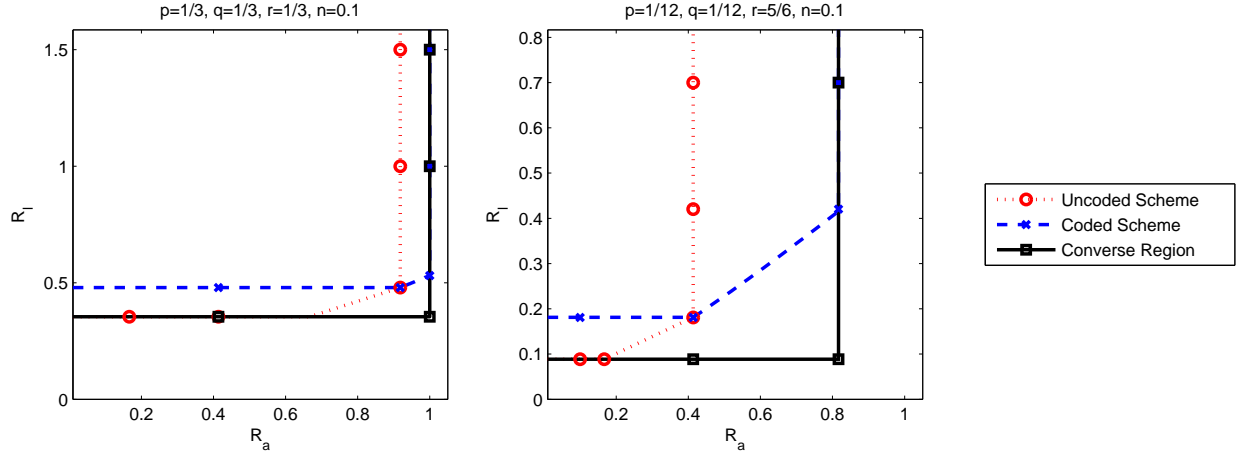 p=1/3, q=1/3, r=1/3, n=0.1
1.5
1
0.5
0
R_l
0.2
0.4
0.6
0.8
1
R_a
p=1/12, q=1/12, r=5/6, n=0.1
0.8
0.7
0.6
0.5
0.4
0.3
0.2
0.1
0
R_l
0.2
0.4
0.6
0.8
1
R_a
Uncoded Scheme
Coded Scheme
Converse Region